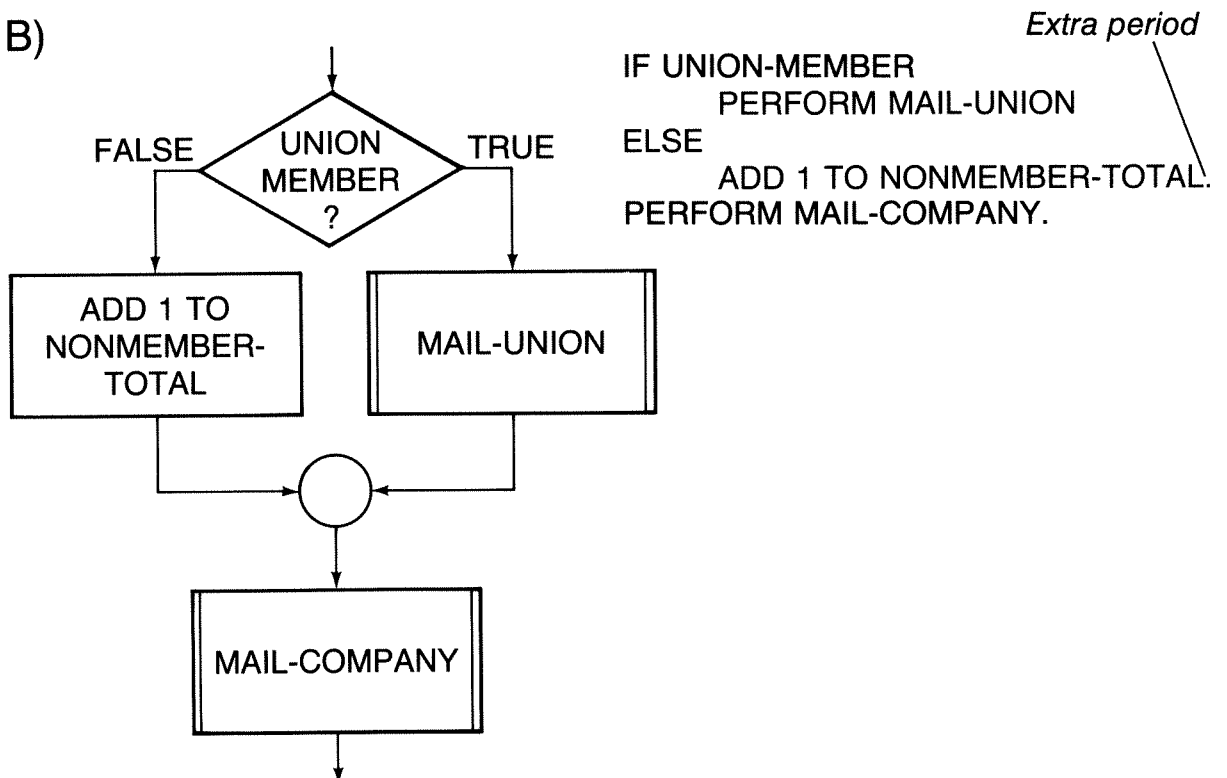 B)
Extra period
IF UNION-MEMBER
PERFORM MAIL-UNION
ELSE
ADD 1 TO NONMEMBER-TOTAL.
PERFORM MAIL-COMPANY.
UNION
MEMBER
?
FALSE
TRUE
ADD 1 TO
NONMEMBER-
TOTAL
MAIL-UNION
MAIL-COMPANY